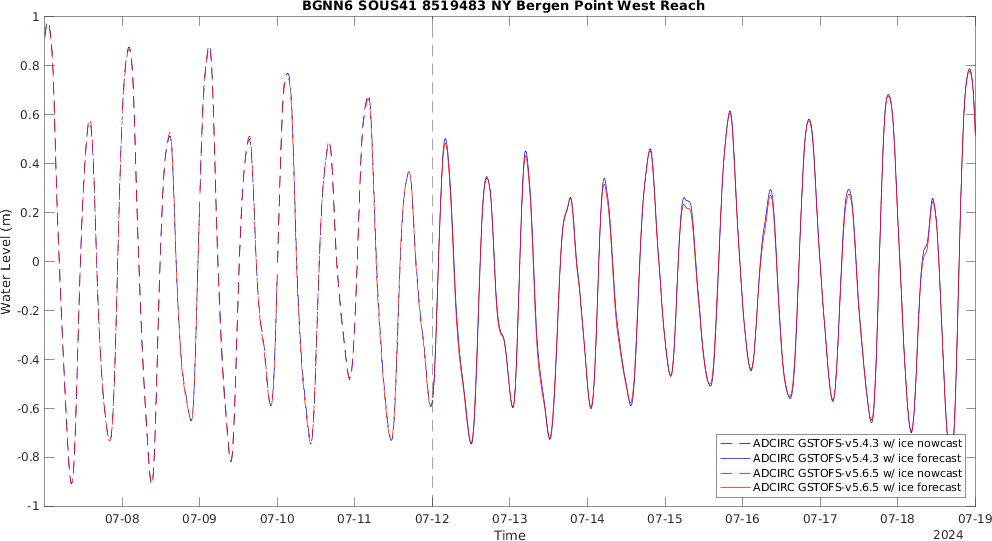 BGNN6 SOUS41 8519483 NY Bergen Point West Reach
1
0.8
0.6
0.4
0.2
0
-0.2
-0.4
-0.6
-0.8
-1
Water Level (m)
07-08 07-09 07-10 07-11 07-12 07-13 07-14 07-15 07-16 07-17 07-18 07-19
Time
2024
ADCIRC GSTOFS-v5.4.3 w/ ice nowcast
ADCIRC GSTOFS-v5.4.3 w/ ice forecast
ADCIRC GSTOFS-v5.6.5 w/ ice nowcast
ADCIRC GSTOFS-v5.6.5 w/ ice forecast